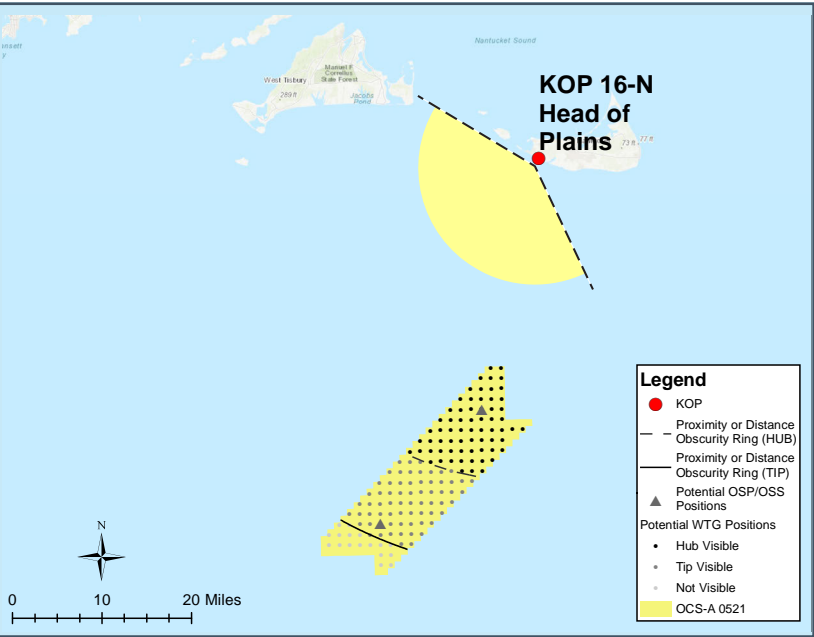 Nantucket Sound
West Tisbury
289 ft
Manuel F.
Correllus
State Forest
Jacobs
Pond
KOP 16-N
Head of
Plains
73 ft
77 ft
N
0 10 20 Miles
Legend
KOP
Proximity or Distance
Obscurity Ring (HUB)
Proximity or Distance
Obscurity Ring (TIP)
Potential OSP/OSS
Positions
Potential WTG Positions
Hub Visible
Tip Visible
Not Visible
OCS-A 0521